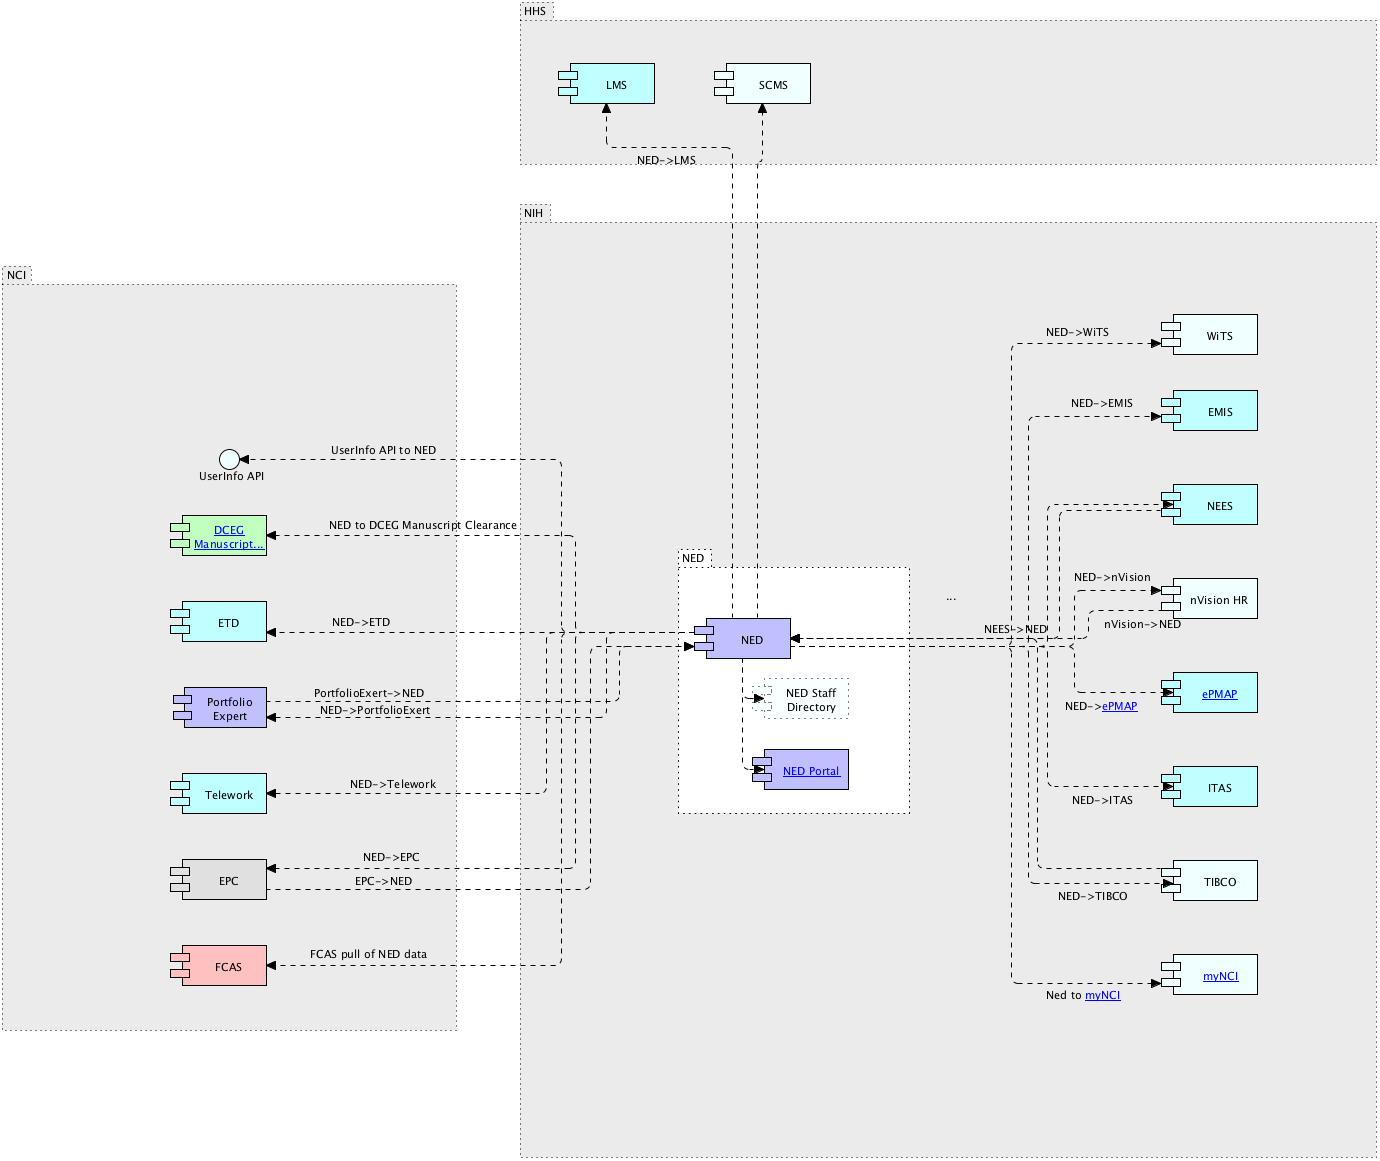 HHS
LMS
SCMS
NED->LMS
NIH
NCI
NED->WiTS
WiTS
NED->EMIS
EMIS
UserInfo API to NED
UserInfo API
NEES
NED to DCEG Manuscript Clearance
DCEG
Manuscript...
NED
...
NED->nVision
nVision HR
nVision->NED
NED->ETD
ETD
NED
NEES->NED
PortfolioExert->NED
NED->PortfolioExert
Portfolio
Expert
NED Staff
Directory
ePMAP
NED->ePMAP
NED Portal
NED->Telework
Telework
ITAS
NED->ITAS
NED->EPC
EPC->NED
EPC
TIBCO
NED->TIBCO
FCAS pull of NED data
FCAS
myNCI
Ned to myNCI